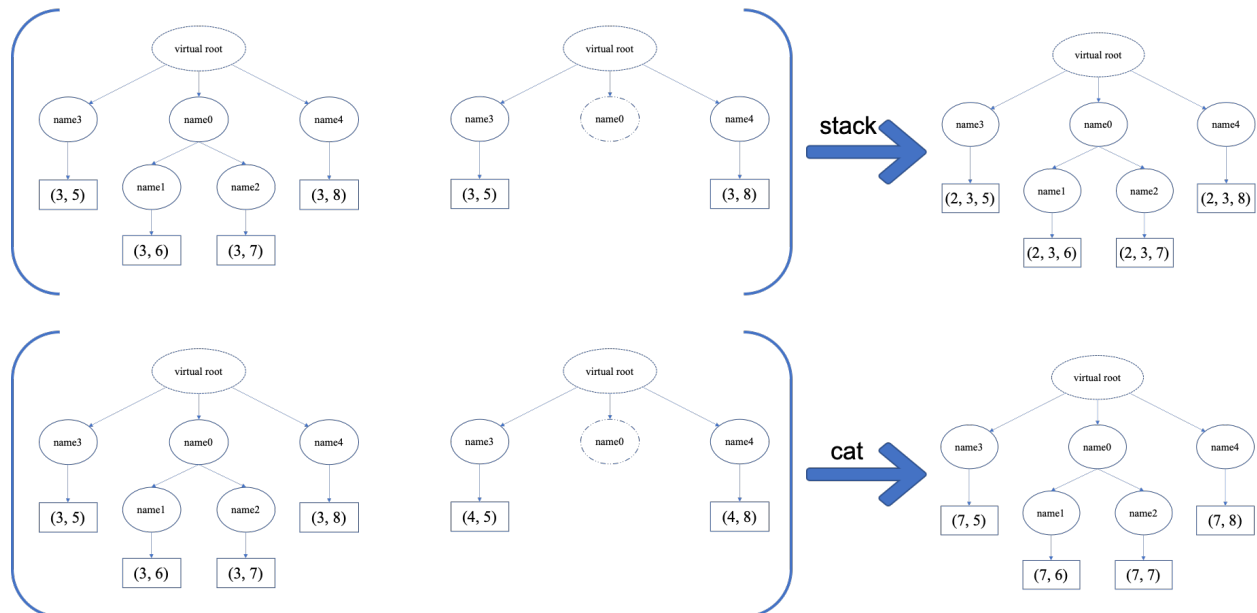 virtual root
virtual root
virtual root
name3
name0
name4
name3
name0
name4
stack
name3
name0
name4
(3, 5)
name1
name2
(3, 8)
(3, 5)
(3, 8)
(2, 3, 5)
name1
name2
(2, 3, 8)
(3, 6)
(3, 7)
(2, 3, 6)
(2, 3, 7)
virtual root
virtual root
virtual root
name3
name0
name4
name3
name0
name4
cat
name3
name0
name4
(3, 5)
name1
name2
(3, 8)
(4, 5)
(4, 8)
(7, 5)
name1
name2
(7, 8)
(3, 6)
(3, 7)
(7, 6)
(7, 7)